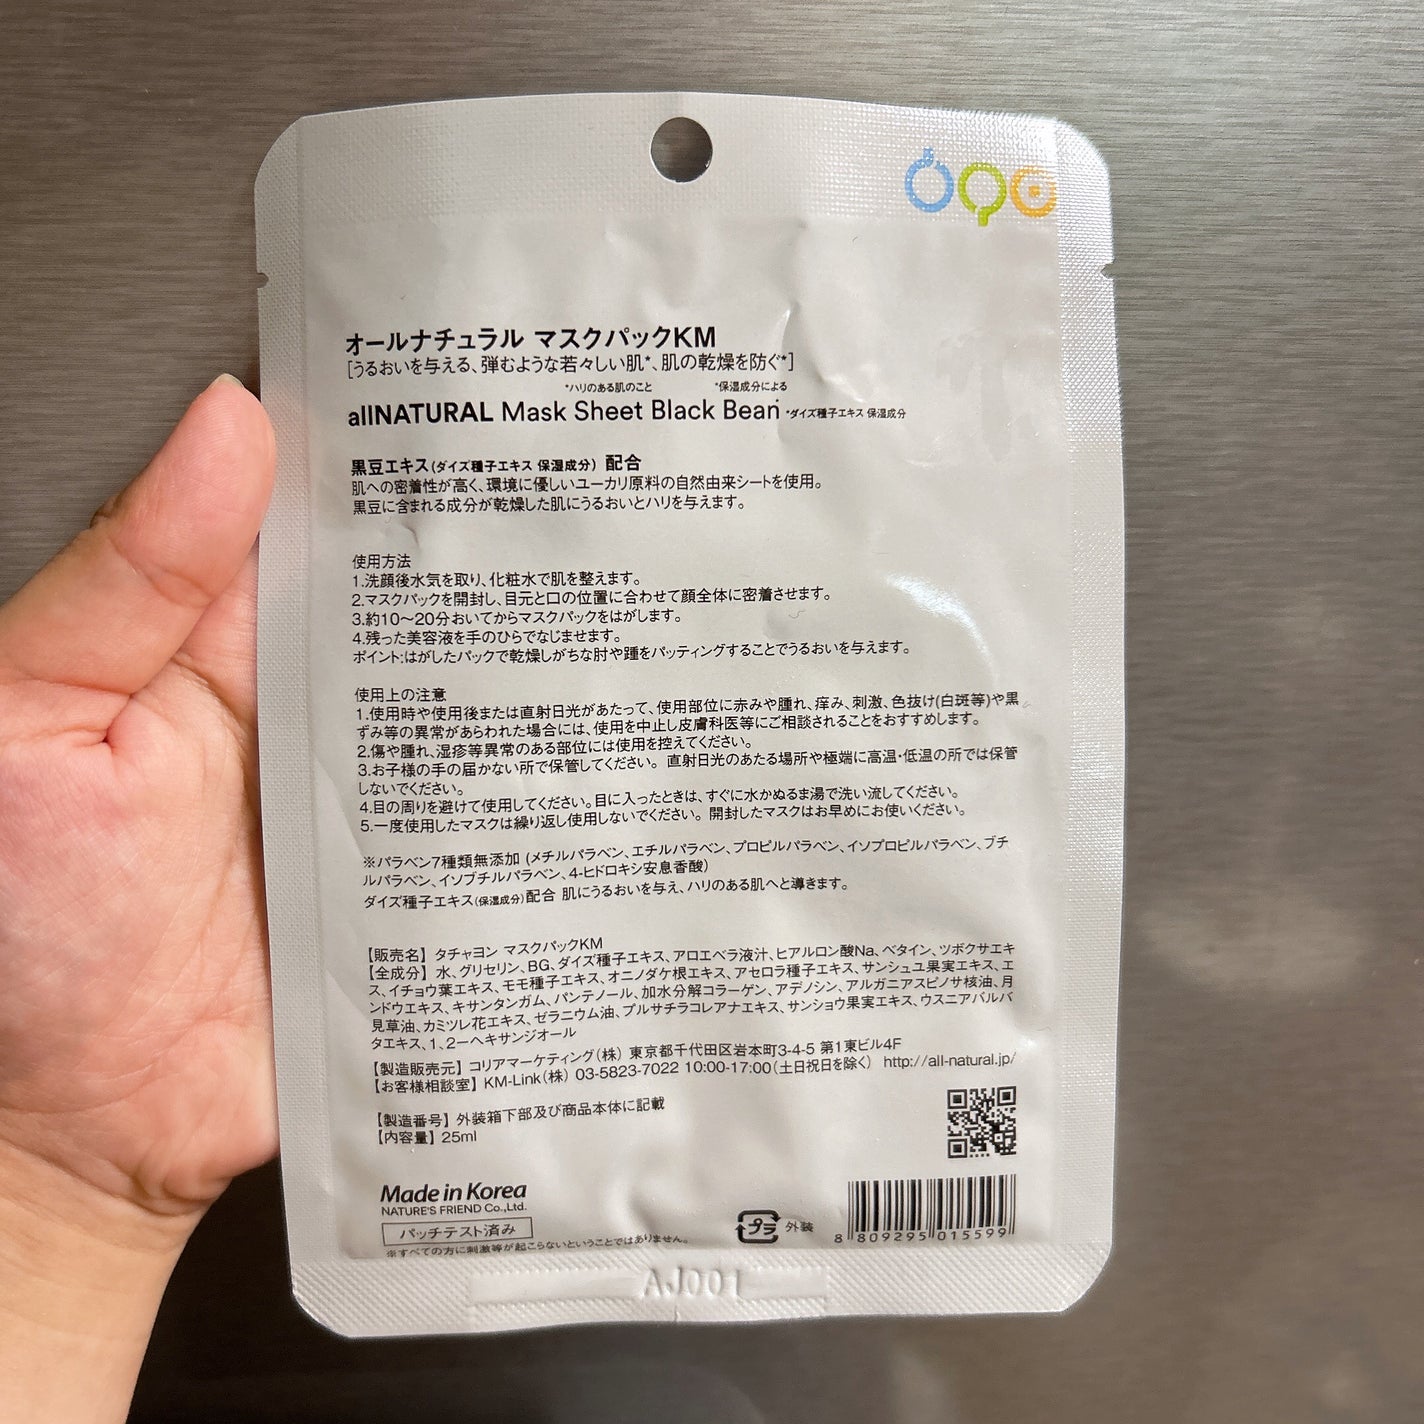 オールナチュラル マスクパックKM
[うるおいを与える、弾むような若々しい肌*、肌の乾燥を防ぐ*]
*ハリのある肌のこと *保湿成分による
allNATURAL Mask Sheet Black Bean *ダイズ種子エキス 保湿成分
黒豆エキス(ダイズ種子エキス 保湿成分) 配合
肌への密着性が高く、環境に優しいユーカリ原料の自然由来シートを使用。
黒豆に含まれる成分が乾燥した肌にうるおいとハリを与えます。
使用方法
1.洗顔後水気を取り、化粧水で肌を整えます。
2.マスクパックを開封し、目元と口の位置に合わせて顔全体に密着させます。
3.約10〜20分おいてからマスクパックをはがします。
4.残った美容液を手のひらでなじませます。
ポイント:はがしたパックで乾燥しがちな肘や踵をパッティングすることでうるおいを与えます。
使用上の注意
1.使用時や使用後または直射日光があたって、使用部位に赤みや腫れ、痒み、刺激、色抜け(白斑等)や黒
ずみ等の異常があらわれた場合には、使用を中止し皮膚科医等にご相談されることをおすすめします。
2.傷や腫れ、湿疹等異常のある部位には使用を控えてください。
3.お子様の手の届かない所で保管してください。 直射日光のあたる場所や極端に高温・低温の所では保管
しないでください。
4.目の周りを避けて使用してください。目に入ったときは、すぐに水かぬるま湯で洗い流してください。
5.一度使用したマスクは繰り返し使用しないでください。 開封したマスクはお早めにお使いください。
※パラベン7種類無添加 (メチルパラベン、エチルパラベン、プロピルパラベン、イソプロピルパラベン、ブチ
ルパラベン、イソブチルパラベン、4-ヒドロキシ安息香酸)
ダイズ種子エキス(保湿成分)配合 肌にうるおいを与え、ハリのある肌へと導きます。
【販売名】 タチャヨン マスクパックKM
【全成分】 水、グリセリン、BG、ダイズ種子エキス、アロエベラ液汁、ヒアルロン酸Na、ベタイン、ツボクサエキ
ス、イチョウ葉エキス、モモ種子エキス、オニノダケ根エキス、アセロラ種子エキス、サンシュユ果実エキス、エ
ンドウエキス、キサンタンガム、パンテノール、加水分解コラーゲン、アデノシン、アルガニアスピノサ核油、月
見草油、カミツレ花エキス、ゼラニウム油、プルサチラコレアナエキス、サンショウ果実エキス、ウスニアバルバ
タエキス、1、2ーヘキサンジオール
【製造販売元】 コリアマーケティング(株) 東京都千代田区岩本町3-4-5 第1東ビル4F
【お客様相談室】 KM-Link(株) 03-5823-7022 10:00-17:00(土日祝日を除く) http://all-natural.jp/
【製造番号】 外装箱下部及び商品本体に記載
【内容量】 25ml
Made in Korea
NATURE'S FRIEND Co.,Ltd.
パッチテスト済み
※すべての方に刺激等が起こらないということではありません。
プラ 外装
8 809295 015599
AJ001